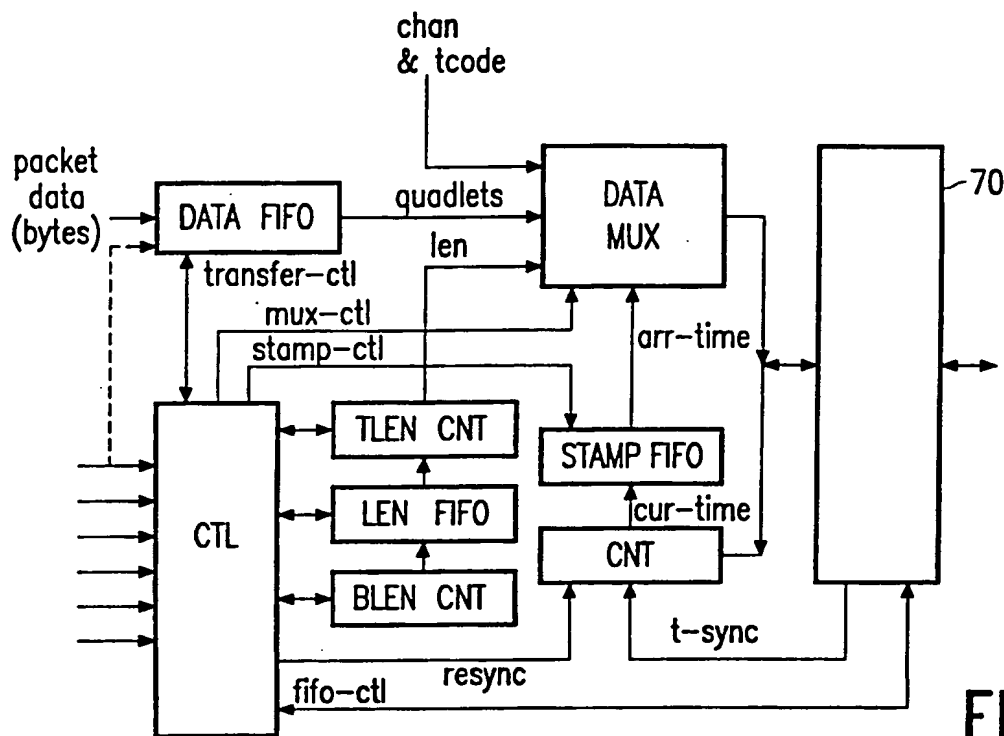 chan
& tcode
packet
data
(bytes)
DATA FIFO
quadlets
DATA
MUX
70
len
transfer-ctl
mux-ctl
stamp-ctl
arr-time
TLEN CNT
STAMP FIFO
LEN FIFO
cur-time
CTL
CNT
BLEN CNT
t-sync
resync
fifo-ctl